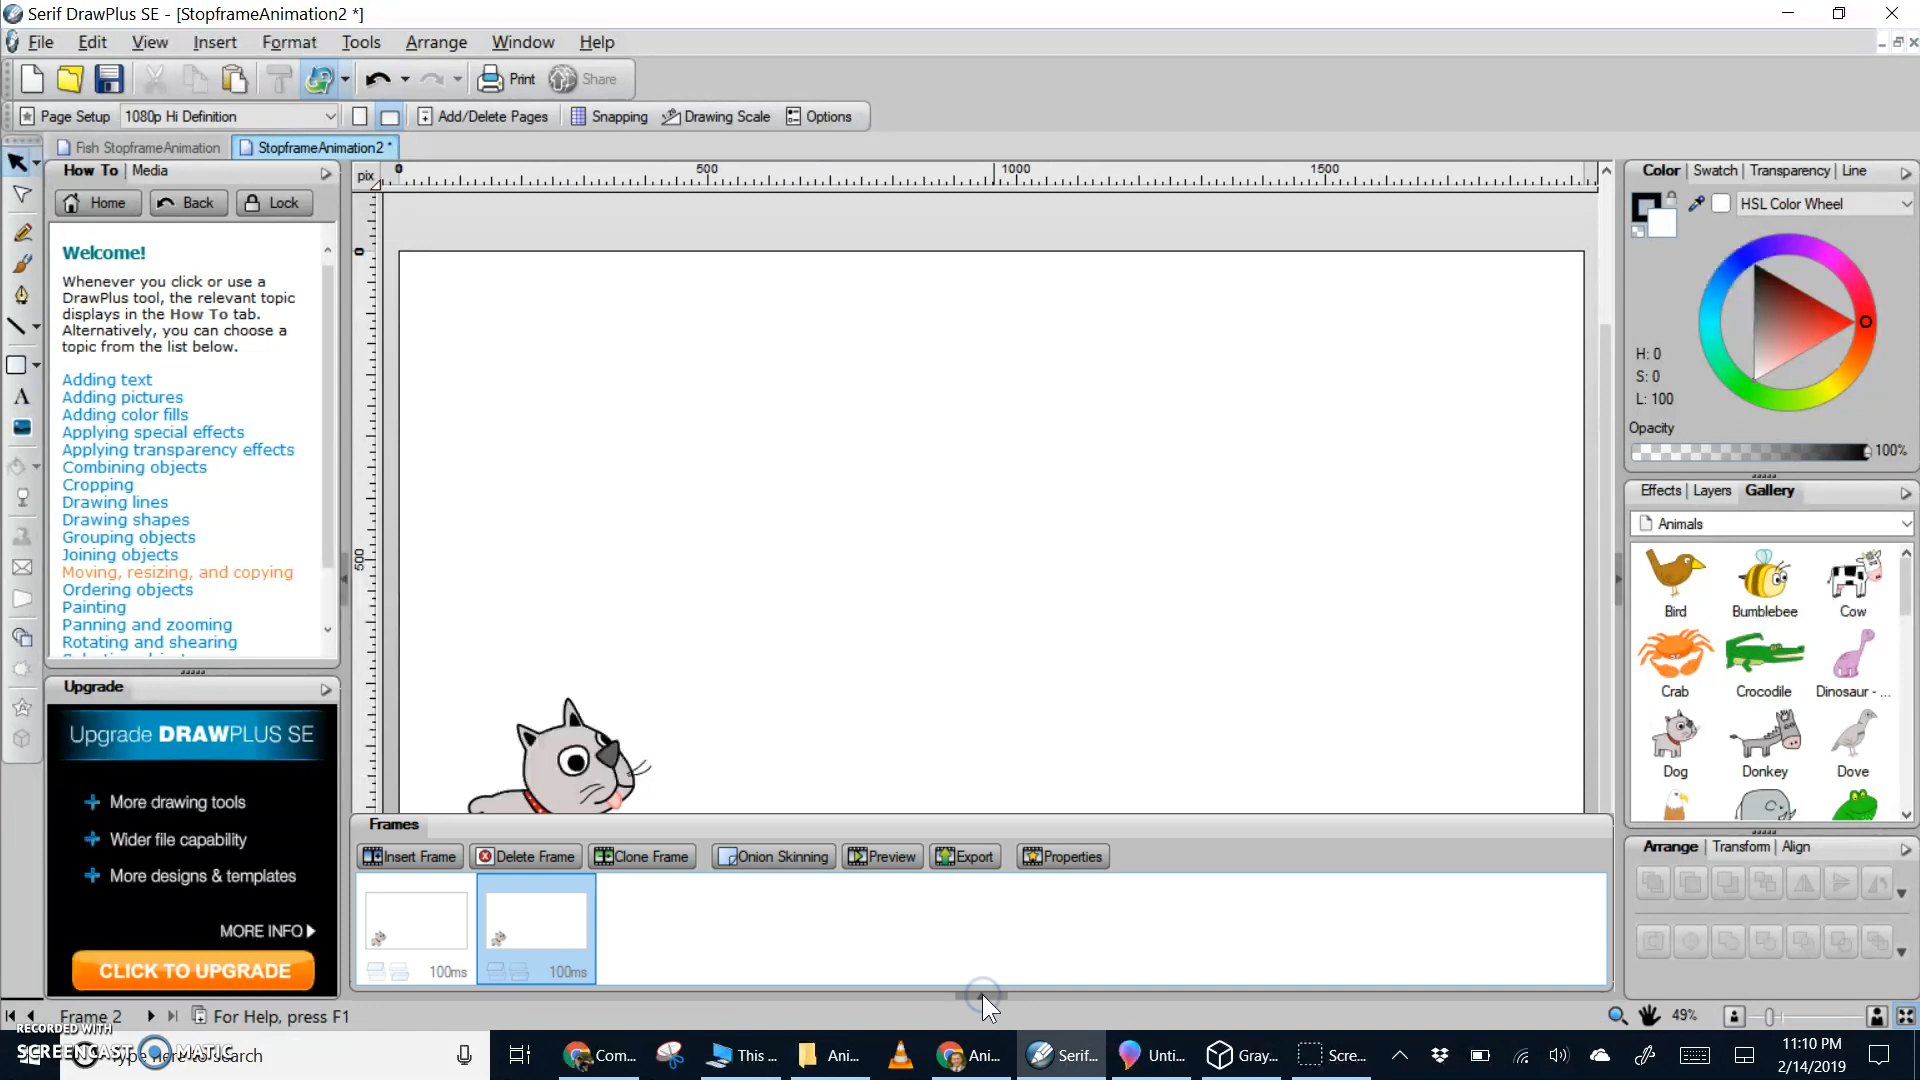 Serif DrawPlus SE - [StopframeAnimation2 *]
File Edit View Insert Format Tools Arrange Window Help
Print Share
Page Setup 1080p Hi Definition Add/Delete Pages Snapping Drawing Scale Options
Fish StopframeAnimation StopframeAnimation2 *
How To | Media
Home Back Lock
Welcome!
Whenever you click or use a
DrawPlus tool, the relevant topic
displays in the How To tab.
Alternatively, you can choose a
topic from the list below.
Adding text
Adding pictures
Adding color fills
Applying special effects
Applying transparency effects
Combining objects
Cropping
Drawing lines
Drawing shapes
Grouping objects
Joining objects
Moving, resizing, and copying
Ordering objects
Painting
Panning and zooming
Rotating and shearing
Upgrade
Upgrade DRAWPLUS SE
More drawing tools
Wider file capability
More designs & templates
MORE INFO
CLICK TO UPGRADE
pix 0 500 1000 1500
0
500
Frames
Insert Frame Delete Frame Clone Frame Onion Skinning Preview Export Properties
100ms 100ms
Color | Swatch | Transparency | Line
HSL Color Wheel
H: 0
S: 0
L: 100
Opacity
100%
Effects | Layers | Gallery
Animals
Bird Bumblebee Cow
Crab Crocodile Dinosaur - ...
Dog Donkey Dove
Arrange | Transform | Align
Frame 2 For Help, press F1 49%
RECORDED WITH
SCREENCAST MATIC
Type here to search
Com... This ... Ani... Ani... Serif... Unti... Gray... Scre...
11:10 PM
2/14/2019